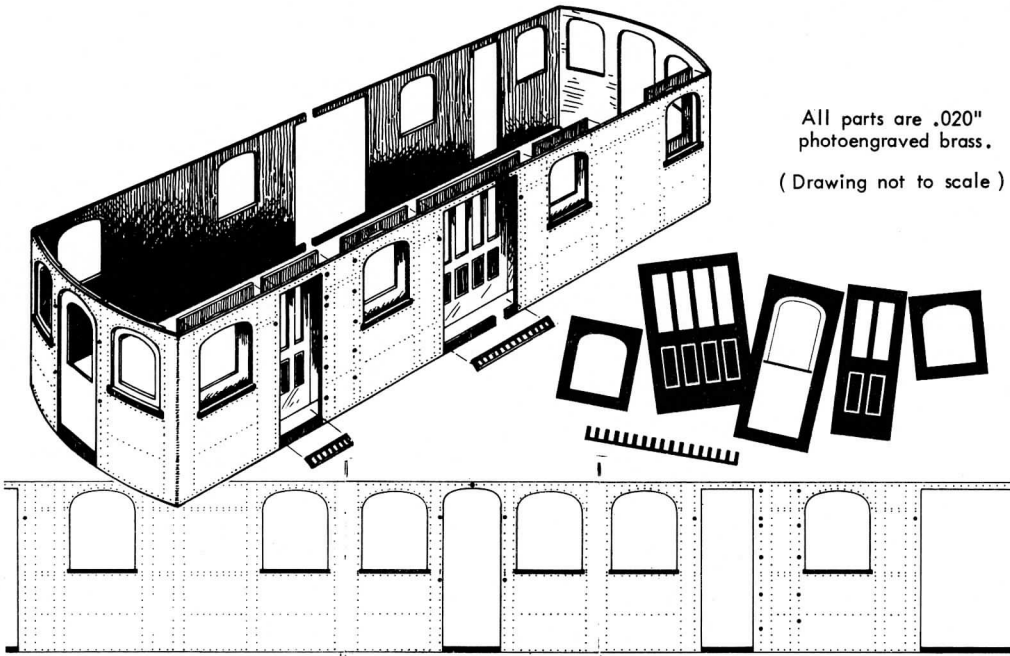 All parts are .020"
photoengraved brass.
( Drawing not to scale )